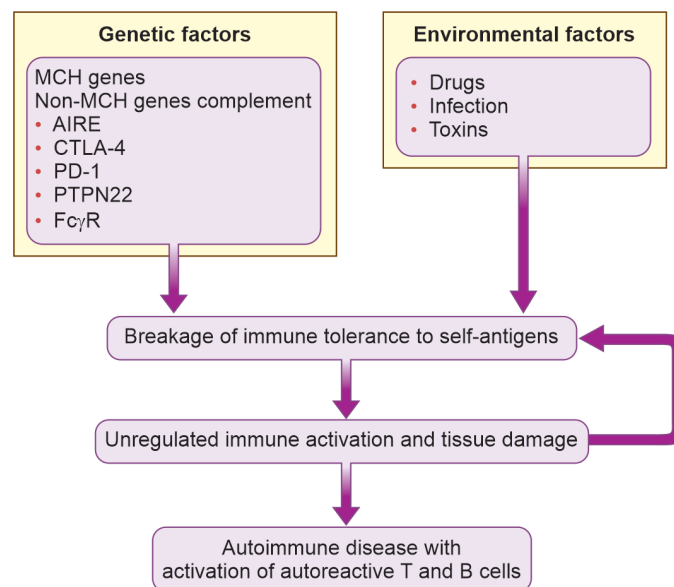 Genetic factors
MCH genes
Non-MCH genes complement
• AIRE
• CTLA-4
• PD-1
• PTPN22
• FcγR
Environmental factors
• Drugs
• Infection
• Toxins
Breakage of immune tolerance to self-antigens
Unregulated immune activation and tissue damage
Autoimmune disease with
activation of autoreactive T and B cells